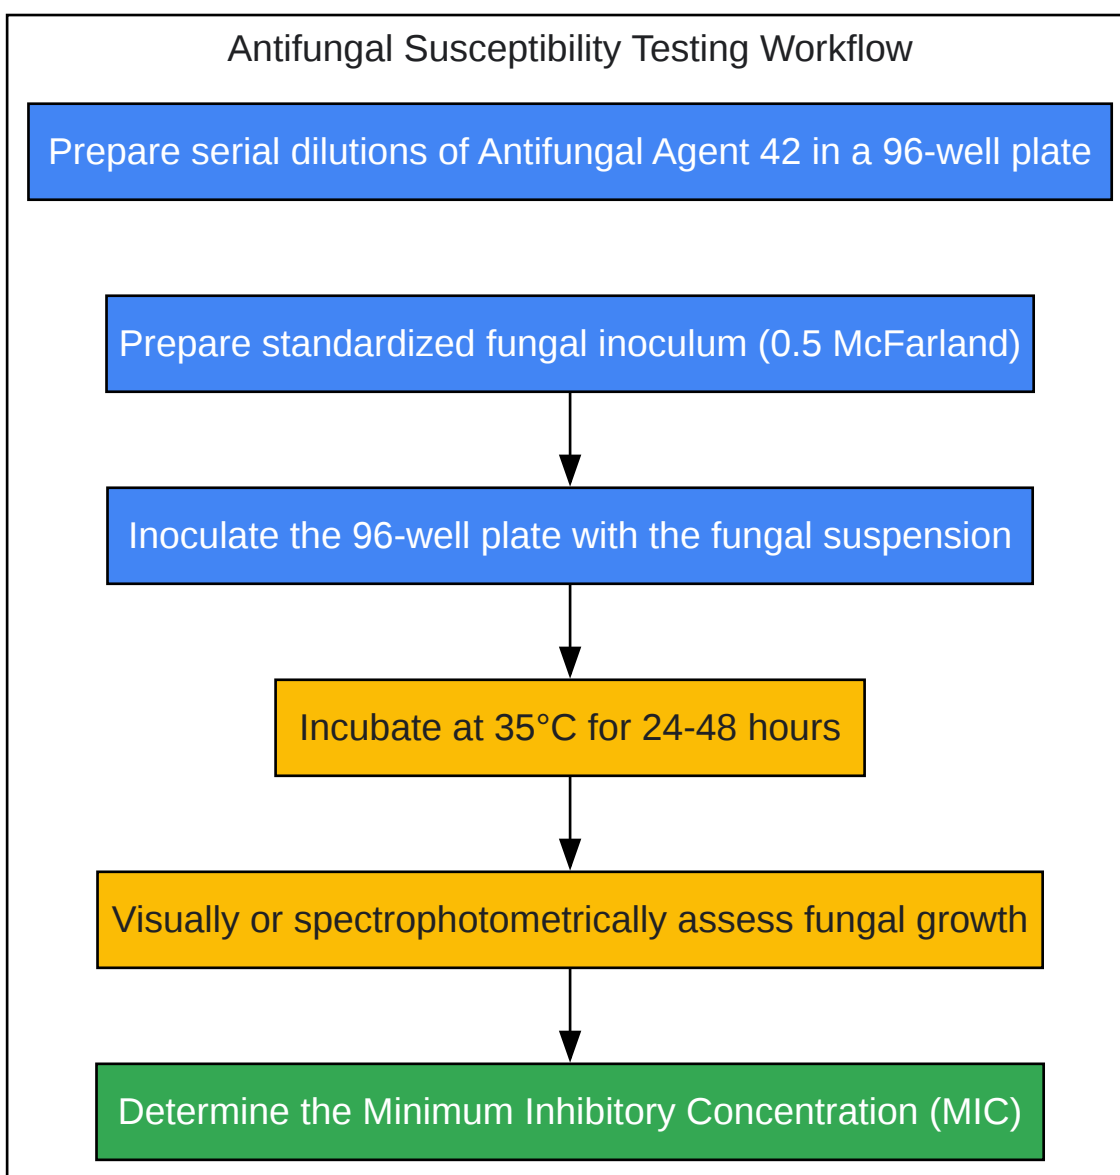 Antifungal Susceptibility Testing Workflow
Prepare serial dilutions of Antifungal Agent 42 in a 96-well plate
Prepare standardized fungal inoculum (0.5 McFarland)
Inoculate the 96-well plate with the fungal suspension
Incubate at 35°C for 24-48 hours
Visually or spectrophotometrically assess fungal growth
Determine the Minimum Inhibitory Concentration (MIC)